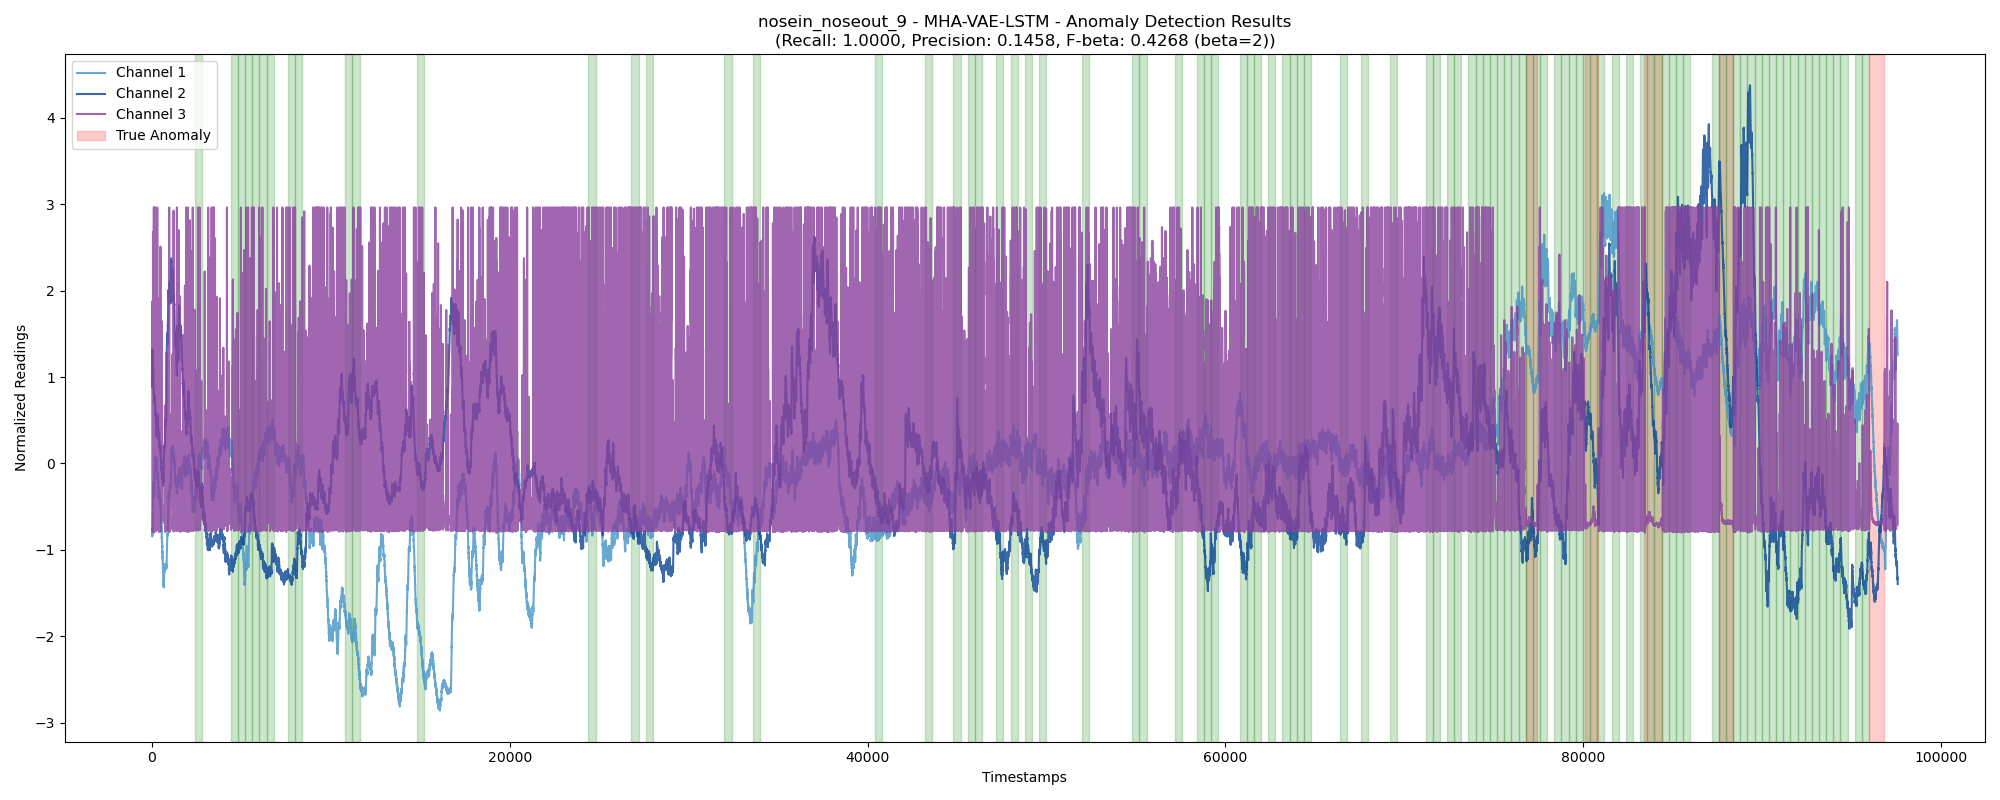 nosein_noseout_9 - MHA-VAE-LSTM - Anomaly Detection Results
(Recall: 1.0000, Precision: 0.1458, F-beta: 0.4268 (beta=2))
Channel 1
Channel 2
Channel 3
True Anomaly
Normalized Readings
4
3
2
1
0
−1
−2
−3
0
20000
40000
60000
80000
100000
Timestamps